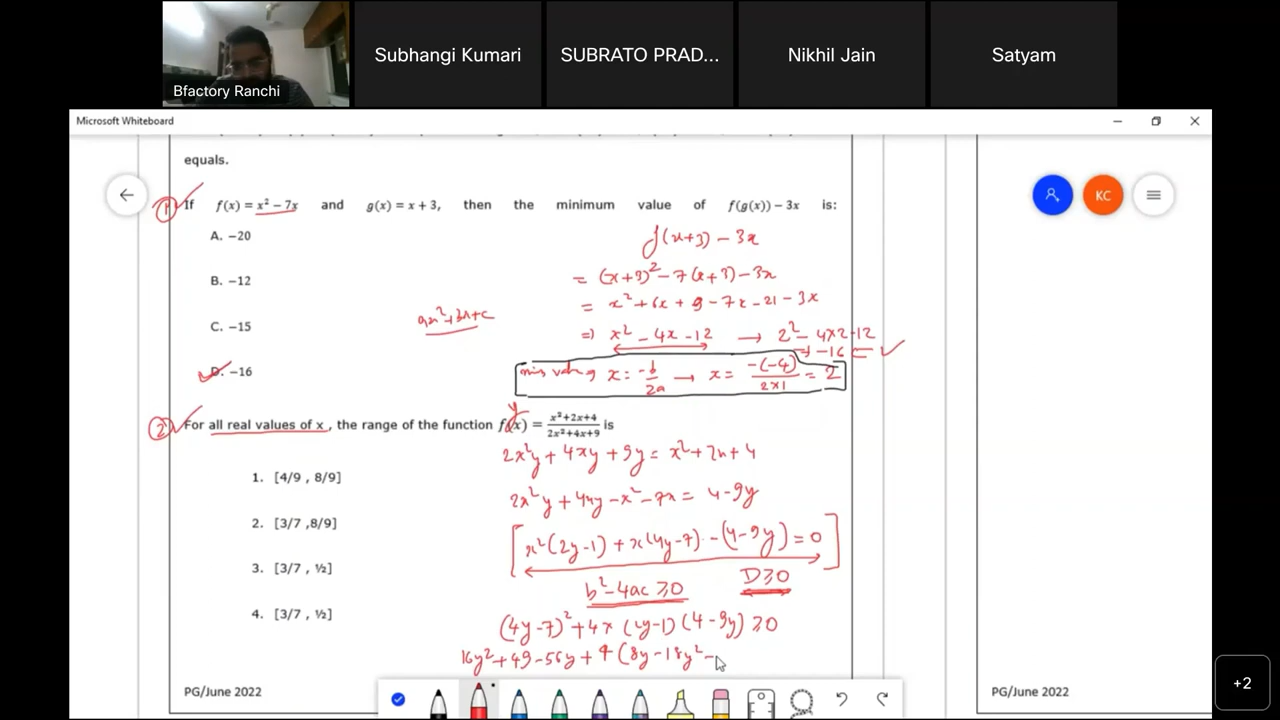 Subhangi Kumari
SUBRATO PRAD...
Nikhil Jain
Satyam
Bfactory Ranchi
Microsoft Whiteboard
equals.
① If f(x) = x² − 7x and g(x) = x + 3, then the minimum value of f(g(x)) − 3x is:
A. −20
B. −12
C. −15
D. −16
f(x+3) − 3x
= (x+3)² − 7(x+3) − 3x
= x² + 6x + 9 − 7x − 21 − 3x
ax²+bx+c
⇒ x² − 4x − 12 → 2² − 4×2 − 12
⇒ −16
min value x = −b/2a → x = −(−4)/2×1 = 2
② For all real values of x, the range of the function f(x) = x²+2x+4/2x²+4x+9 is
y
1. [4/9 , 8/9]
2. [3/7 ,8/9]
3. [3/7 , ½]
4. [3/7 , ½]
2x²y + 4xy + 9y = x² + 2x + 4
2x²y + 4xy − x² − 7x = 4 − 9y
[x²(2y−1) + x(4y−7) − (4−9y) = 0]
b² − 4ac ≥ 0 D ≥ 0
(4y−7)² + 4× (2y−1) (4−9y) ≥ 0
16y² + 49 − 56y + 4 (8y − 18y² −
PG/June 2022
PG/June 2022
KC
+2